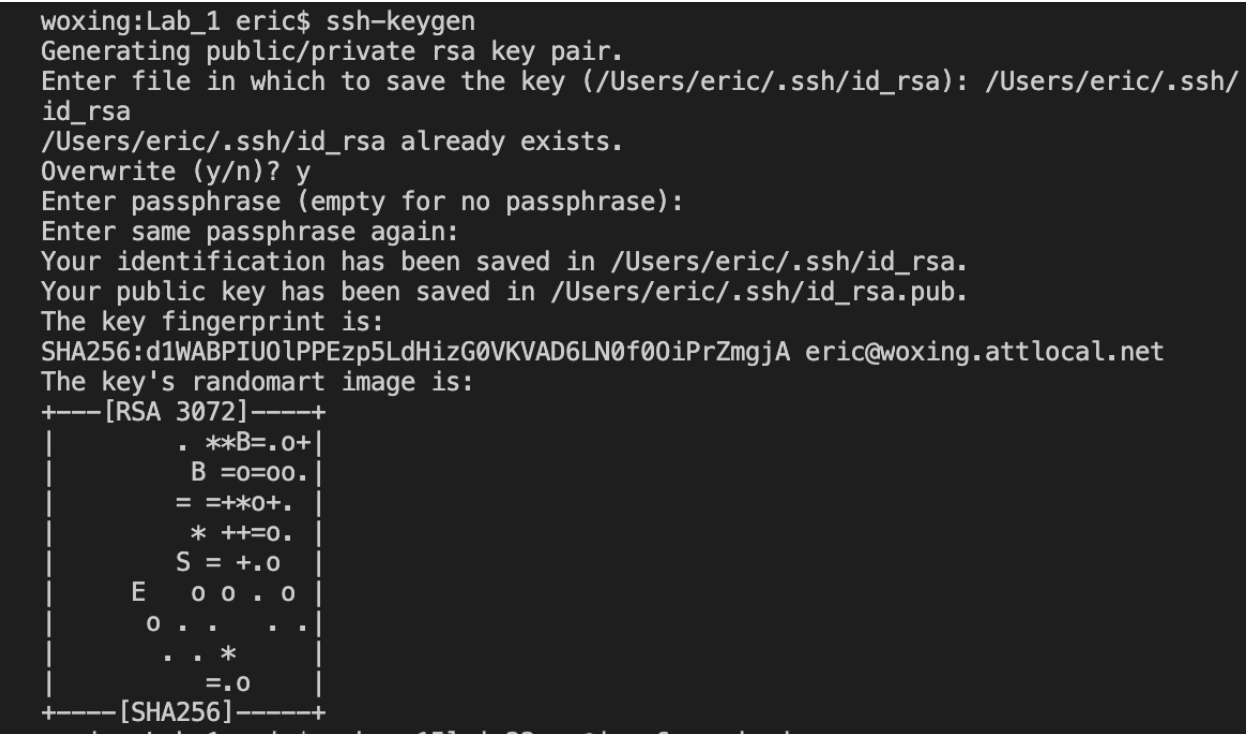 woxing:Lab_1 eric$ ssh-keygen
Generating public/private rsa key pair.
Enter file in which to save the key (/Users/eric/.ssh/id_rsa): /Users/eric/.ssh/
id_rsa
/Users/eric/.ssh/id_rsa already exists.
Overwrite (y/n)? y
Enter passphrase (empty for no passphrase):
Enter same passphrase again:
Your identification has been saved in /Users/eric/.ssh/id_rsa.
Your public key has been saved in /Users/eric/.ssh/id_rsa.pub.
The key fingerprint is:
SHA256:d1WABPIUOlPPEzp5LdHizG0VKVAD6LN0f0OiPrZmgjA eric@woxing.attlocal.net
The key's randomart image is:
+---[RSA 3072]----+
|        . **B=.o+|
|         B =o=oo.|
|        = =+*o+. |
|         * ++=o. |
|        S = +.o  |
|     E   o o . o |
|      o . .   . .|
|       . . *     |
|          =.o    |
+----[SHA256]-----+